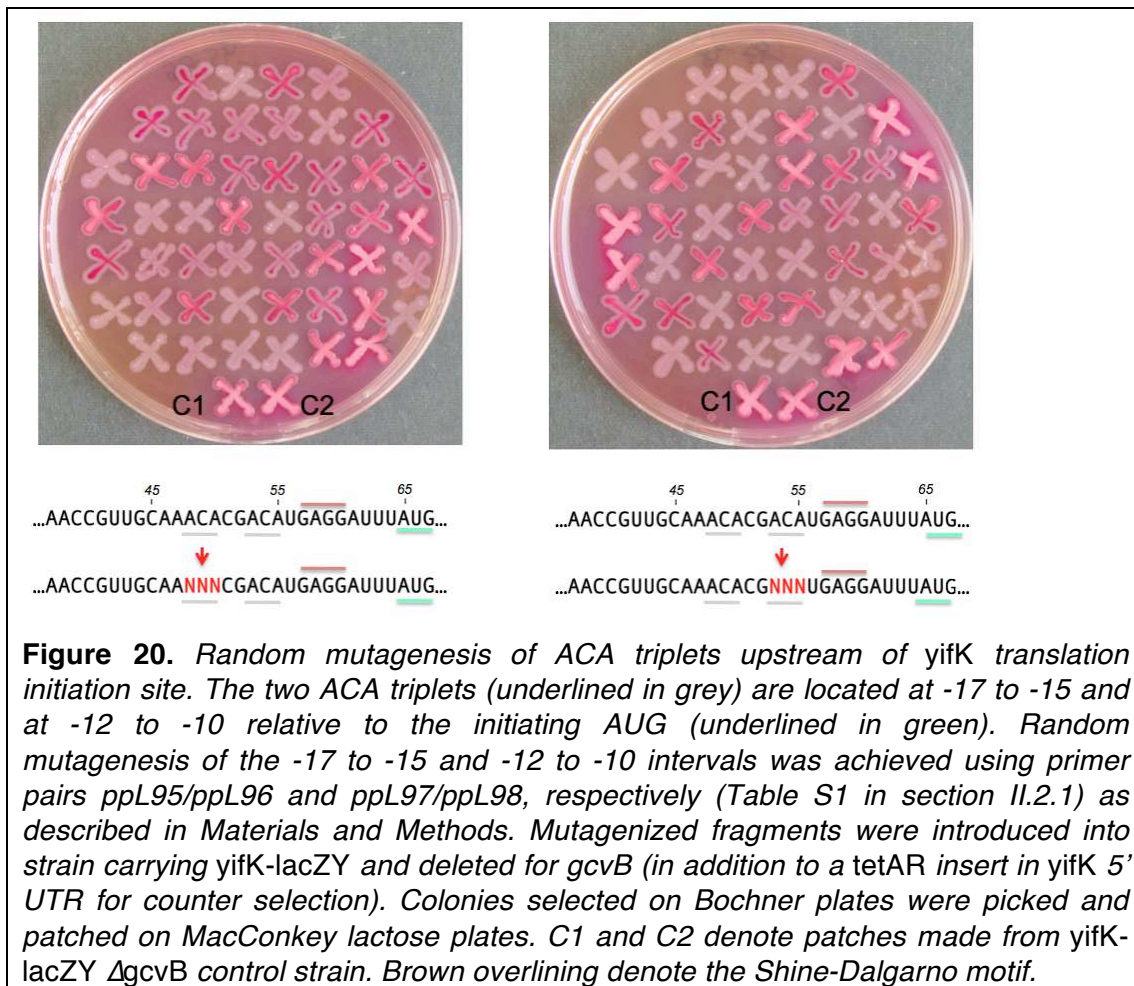 C1 C2 C1 C2
45 55 65 45 55 65
...AACCGUUGCAAACACGACAUGAGGAUUUAUG... ...AACCGUUGCAAACACGACAUGAGGAUUUAUG...
...AACCGUUGCAANNNCGACAUGAGGAUUUAUG... ...AACCGUUGCAAACACGNNNUGAGGAUUUAUG...
Figure 20. Random mutagenesis of ACA triplets upstream of yifK translation
initiation site. The two ACA triplets (underlined in grey) are located at -17 to -15 and
at -12 to -10 relative to the initiating AUG (underlined in green). Random
mutagenesis of the -17 to -15 and -12 to -10 intervals was achieved using primer
pairs ppL95/ppL96 and ppL97/ppL98, respectively (Table S1 in section II.2.1) as
described in Materials and Methods. Mutagenized fragments were introduced into
strain carrying yifK-lacZY and deleted for gcvB (in addition to a tetAR insert in yifK 5’
UTR for counter selection). Colonies selected on Bochner plates were picked and
patched on MacConkey lactose plates. C1 and C2 denote patches made from yifK-
lacZY ΔgcvB control strain. Brown overlining denote the Shine-Dalgarno motif.